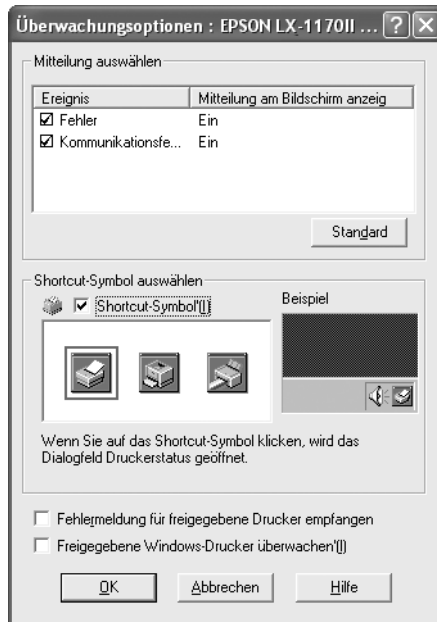 Überwachungsoptionen : EPSON LX-1170II ...
Mitteilung auswählen
Ereignis Mitteilung am Bildschirm anzeig
Fehler Ein
Kommunikationsfe... Ein
Standard
Shortcut-Symbol auswählen
Shortcut-Symbol'(I)
Beispiel
Wenn Sie auf das Shortcut-Symbol klicken, wird das
Dialogfeld Druckerstatus geöffnet.
Fehlermeldung für freigegebene Drucker empfangen
Freigegebene Windows-Drucker überwachen'(I)
OK Abbrechen Hilfe